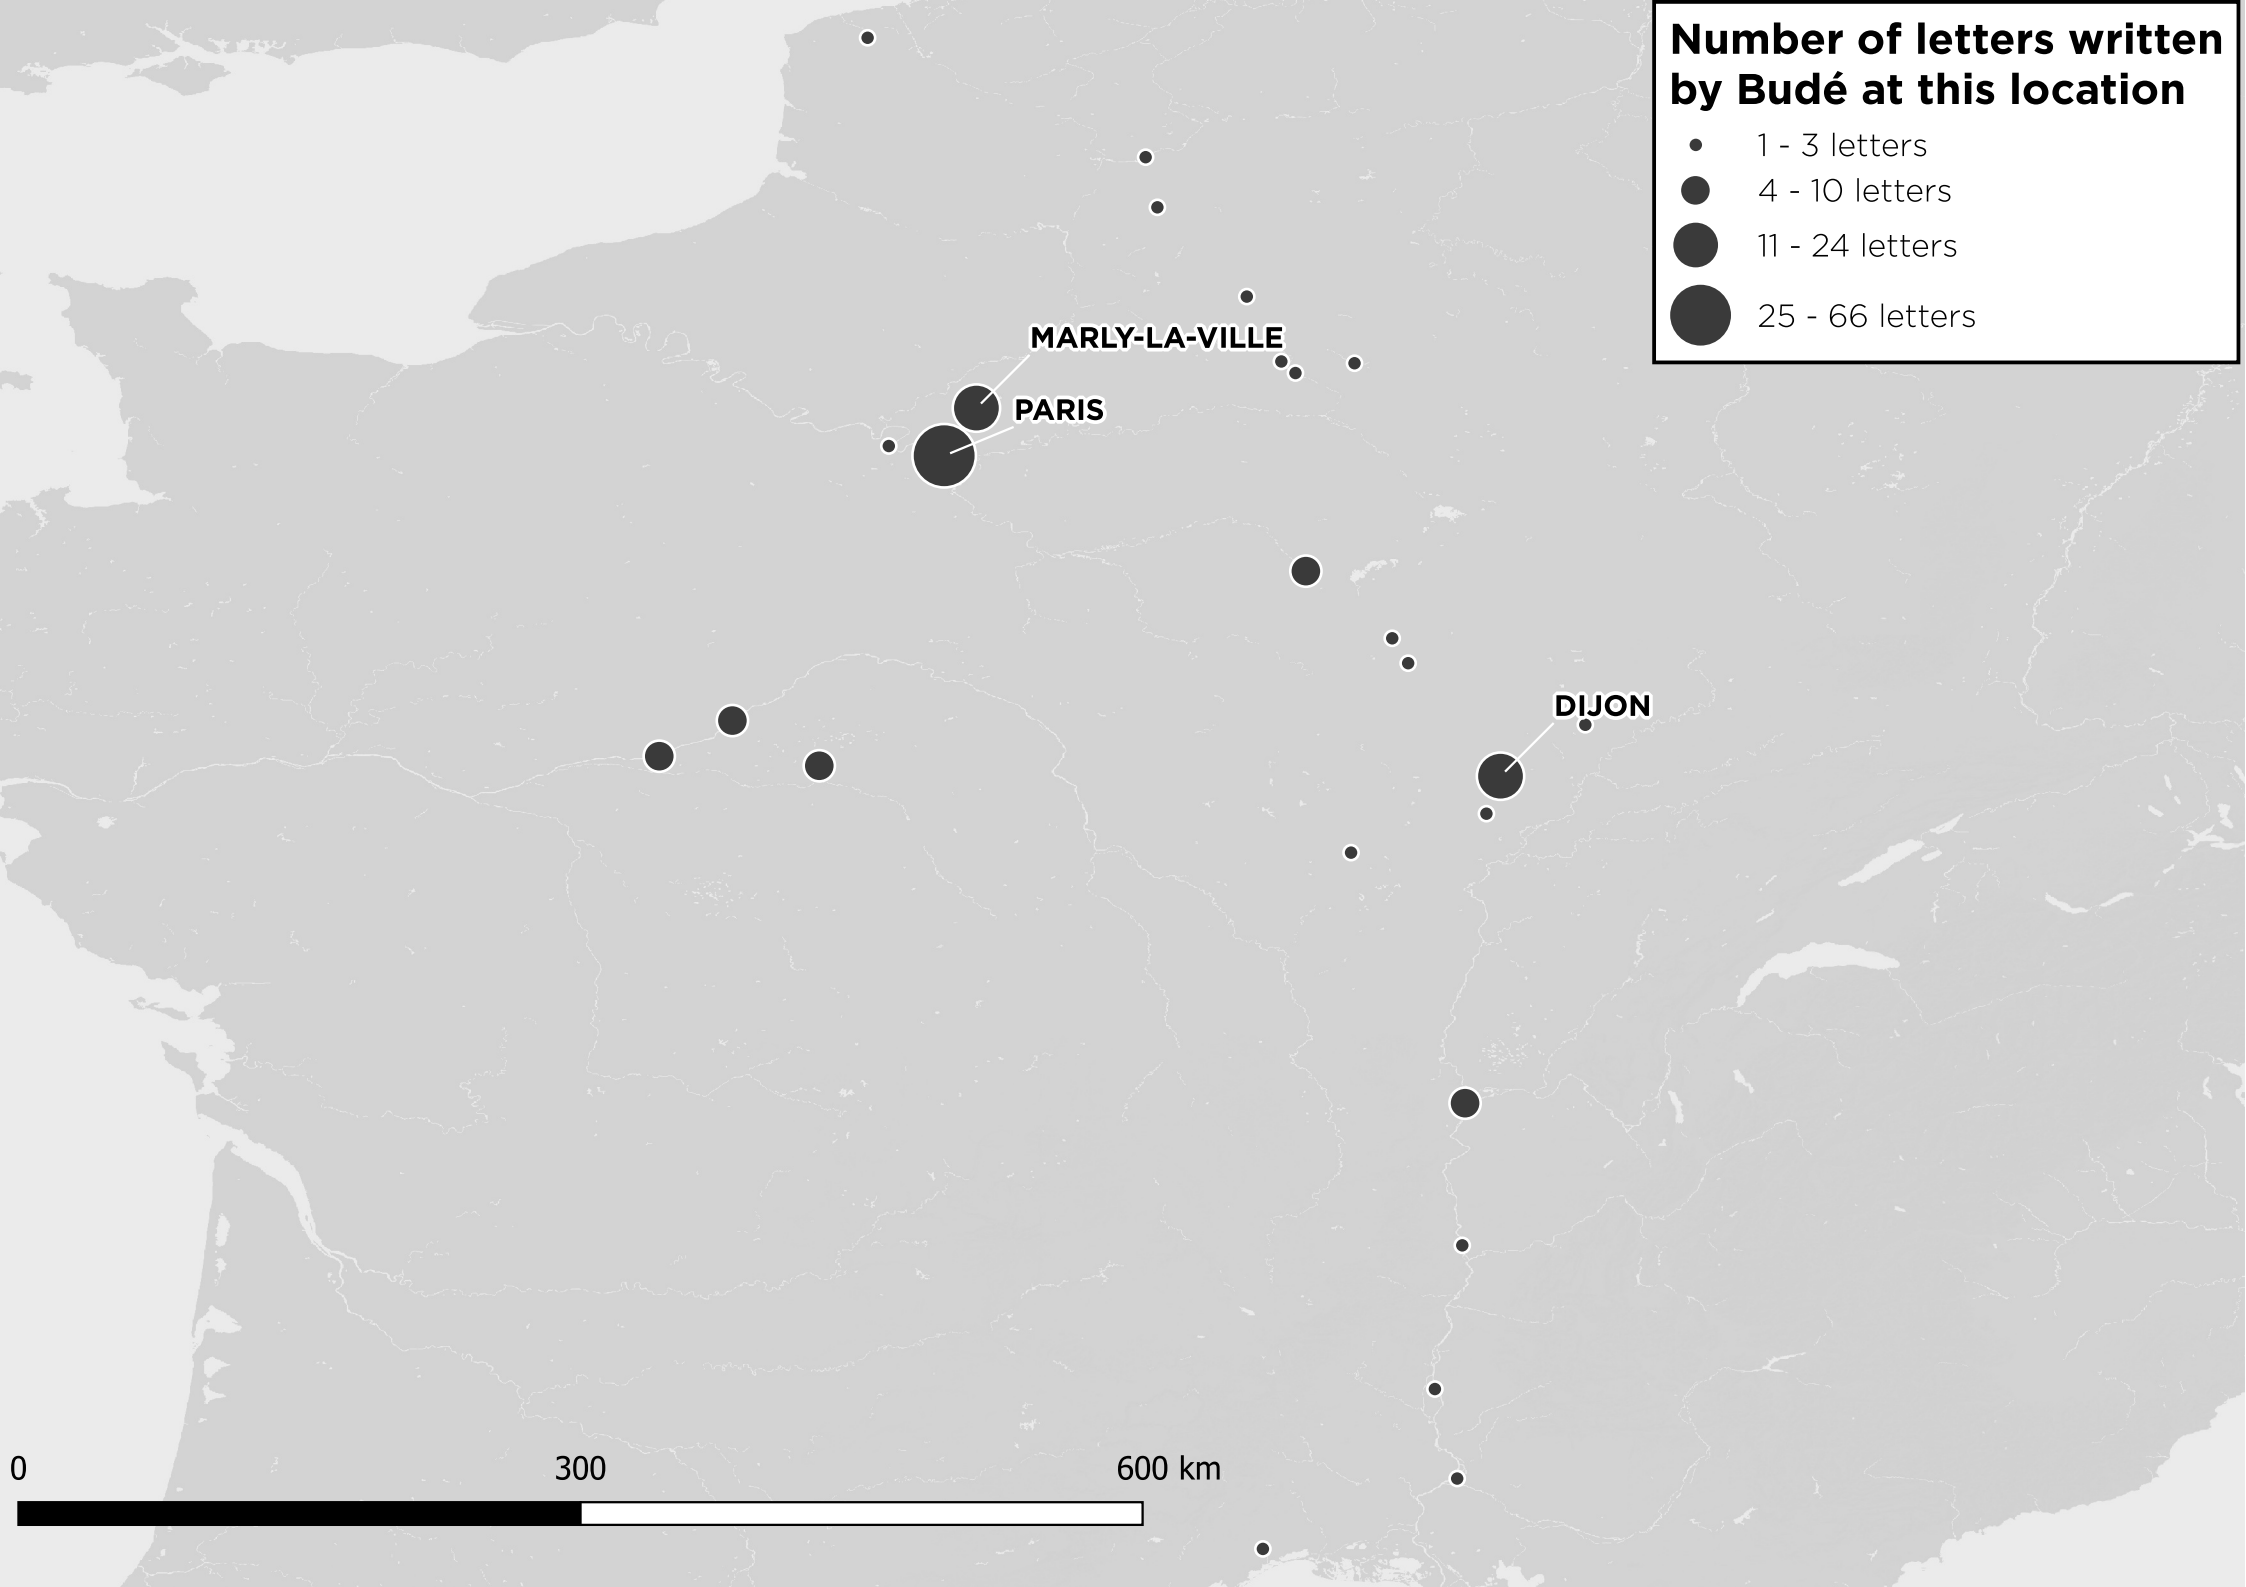 Number of letters written
by Budé at this location
1 - 3 letters
4 - 10 letters
11 - 24 letters
25 - 66 letters
MARLY-LA-VILLE
PARIS
DIJON
0 300 600 km